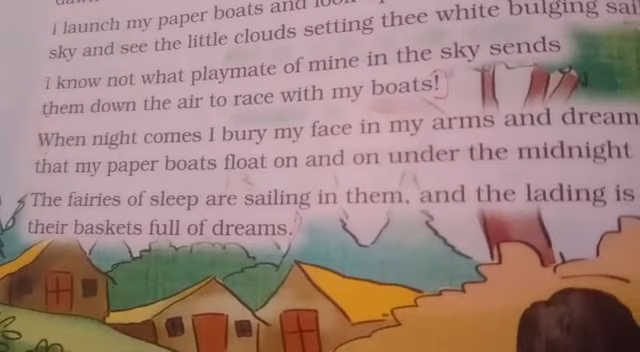 i launch my paper boats and
sky and see the little clouds setting thee white bulging sai
i know not what playmate of mine in the sky sends
them down the air to race with my boats!
When night comes I bury my face in my arms and dream
that my paper boats float on and on under the midnight
The fairies of sleep are sailing in them, and the lading is
their baskets full of dreams.